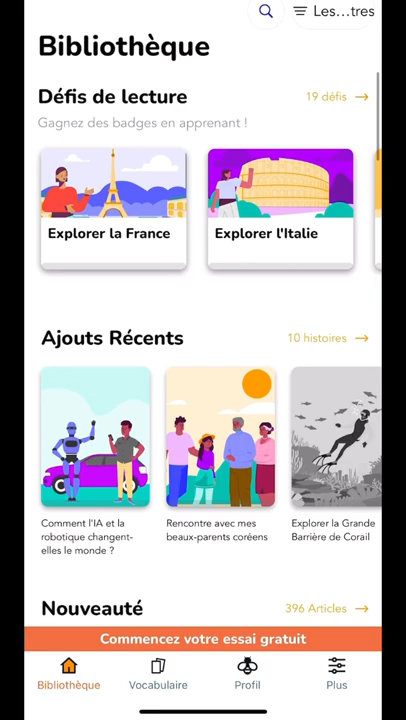 Les...tres
Bibliothèque
Défis de lecture
19 défis →
Gagnez des badges en apprenant !
Explorer la France
Explorer l'Italie
Ajouts Récents
10 histoires →
Comment l'IA et la
robotique changent-
elles le monde ?
Rencontre avec mes
beaux-parents coréens
Explorer la Grande
Barrière de Corail
Nouveauté
396 Articles →
Commencez votre essai gratuit
Bibliothèque
Vocabulaire
Profil
Plus